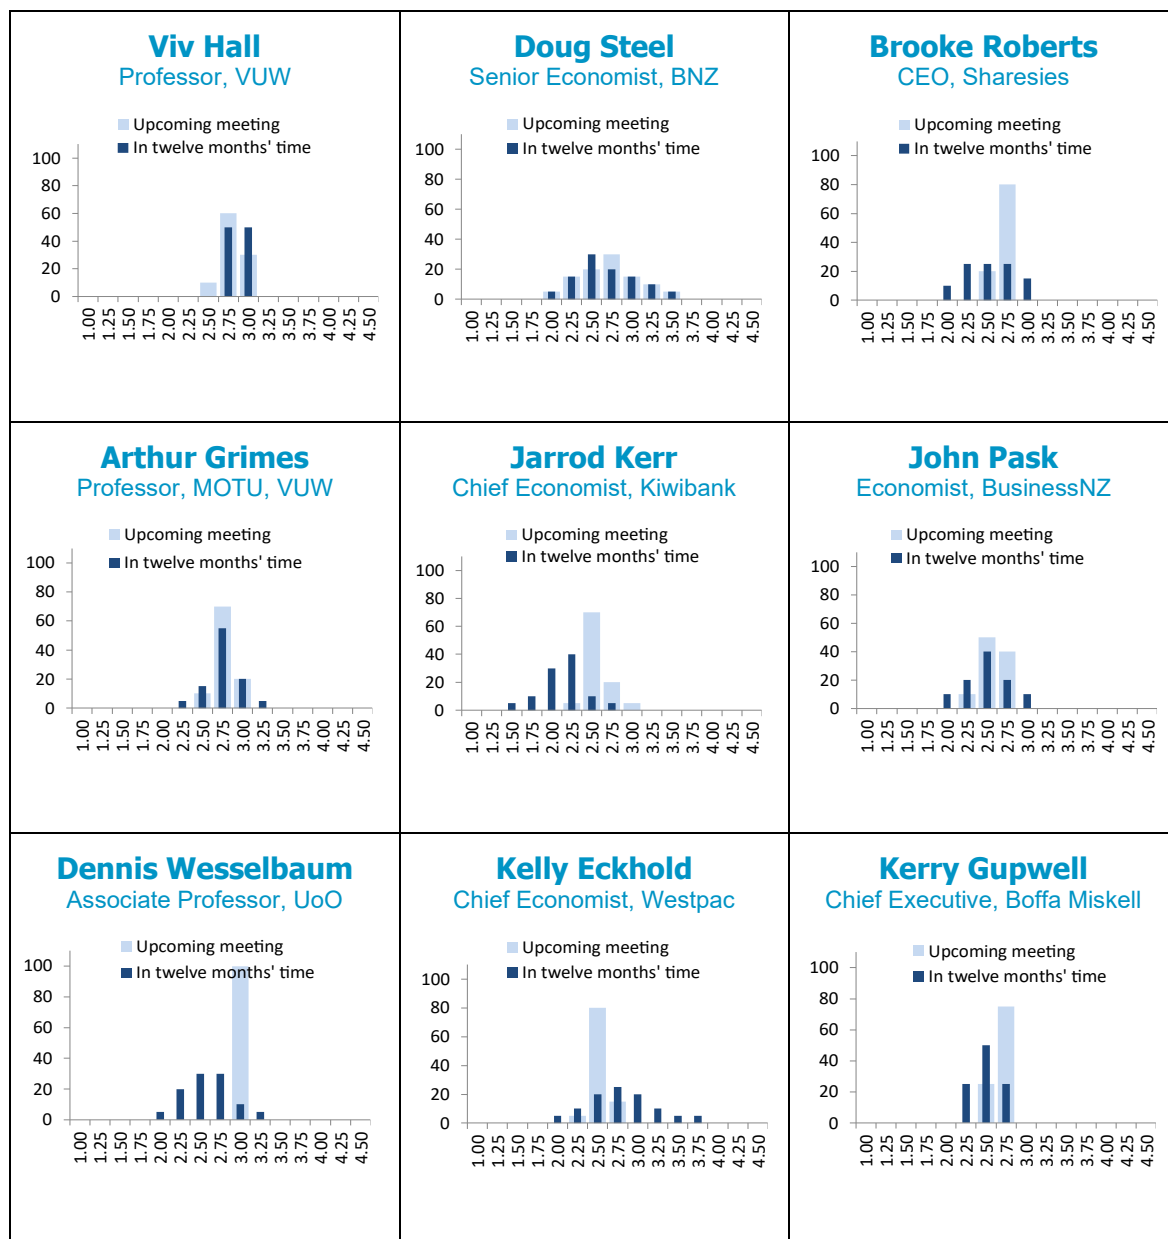 Viv Hall
Professor, VUW
Upcoming meeting
In twelve months' time
100
80
60
40
20
0
1.00 1.25 1.50 1.75 2.00 2.25 2.50 2.75 3.00 3.25 3.50 3.75 4.00 4.25 4.50
Doug Steel
Senior Economist, BNZ
Upcoming meeting
In twelve months' time
100
80
60
40
20
0
1.00 1.25 1.50 1.75 2.00 2.25 2.50 2.75 3.00 3.25 3.50 3.75 4.00 4.25 4.50
Brooke Roberts
CEO, Sharesies
Upcoming meeting
In twelve months' time
100
80
60
40
20
0
1.00 1.25 1.50 1.75 2.00 2.25 2.50 2.75 3.00 3.25 3.50 3.75 4.00 4.25 4.50
Arthur Grimes
Professor, MOTU, VUW
Upcoming meeting
In twelve months' time
100
80
60
40
20
0
1.00 1.25 1.50 1.75 2.00 2.25 2.50 2.75 3.00 3.25 3.50 3.75 4.00 4.25 4.50
Jarrod Kerr
Chief Economist, Kiwibank
Upcoming meeting
In twelve months' time
100
80
60
40
20
0
1.00 1.25 1.50 1.75 2.00 2.25 2.50 2.75 3.00 3.25 3.50 3.75 4.00 4.25 4.50
John Pask
Economist, BusinessNZ
Upcoming meeting
In twelve months' time
100
80
60
40
20
0
1.00 1.25 1.50 1.75 2.00 2.25 2.50 2.75 3.00 3.25 3.50 3.75 4.00 4.25 4.50
Dennis Wesselbaum
Associate Professor, UoO
Upcoming meeting
In twelve months' time
100
80
60
40
20
0
1.00 1.25 1.50 1.75 2.00 2.25 2.50 2.75 3.00 3.25 3.50 3.75 4.00 4.25 4.50
Kelly Eckhold
Chief Economist, Westpac
Upcoming meeting
In twelve months' time
100
80
60
40
20
0
1.00 1.25 1.50 1.75 2.00 2.25 2.50 2.75 3.00 3.25 3.50 3.75 4.00 4.25 4.50
Kerry Gupwell
Chief Executive, Boffa Miskell
Upcoming meeting
In twelve months' time
100
80
60
40
20
0
1.00 1.25 1.50 1.75 2.00 2.25 2.50 2.75 3.00 3.25 3.50 3.75 4.00 4.25 4.50